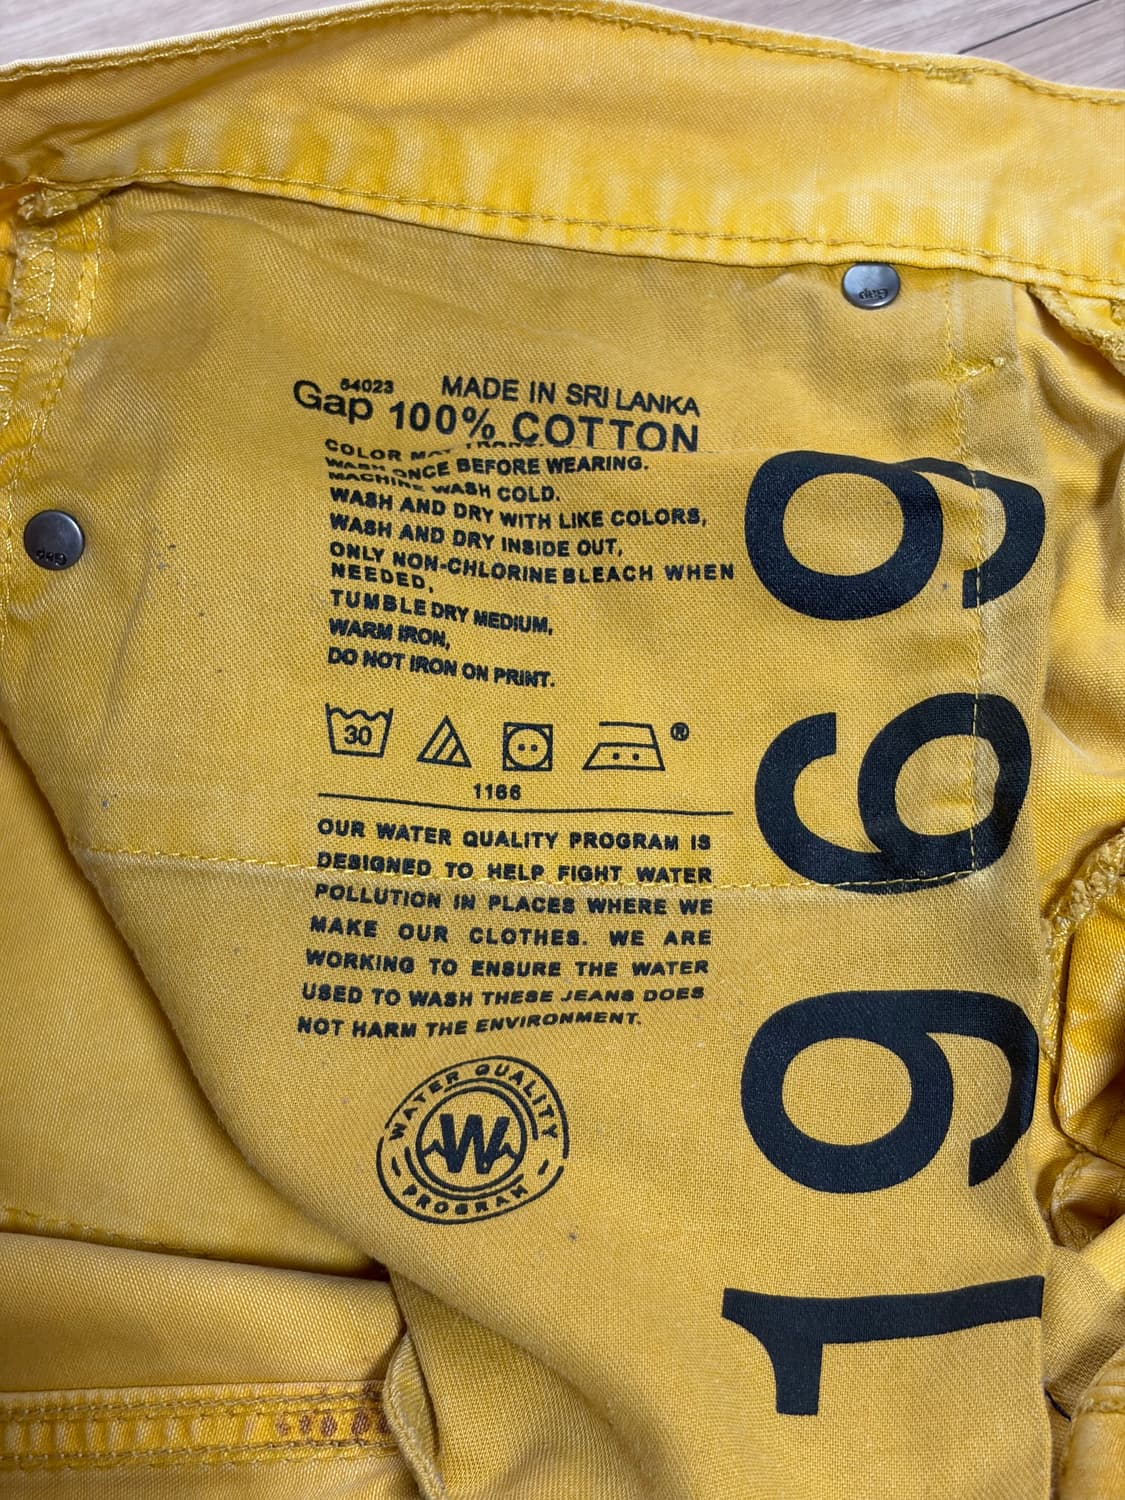 54023 MADE IN SRI LANKA
Gap 100% COTTON
COLOR MAY
WASH ONCE BEFORE WEARING.
MACHINE WASH COLD.
WASH AND DRY WITH LIKE COLORS,
WASH AND DRY INSIDE OUT,
ONLY NON-CHLORINE BLEACH WHEN
NEEDED,
TUMBLE DRY MEDIUM,
WARM IRON,
DO NOT IRON ON PRINT.
30
®
1166
OUR WATER QUALITY PROGRAM IS
DESIGNED TO HELP FIGHT WATER
POLLUTION IN PLACES WHERE WE
MAKE OUR CLOTHES. WE ARE
WORKING TO ENSURE THE WATER
USED TO WASH THESE JEANS DOES
NOT HARM THE ENVIRONMENT.
WATER QUALITY
W
PROGRAM
1969
Gap
Gap